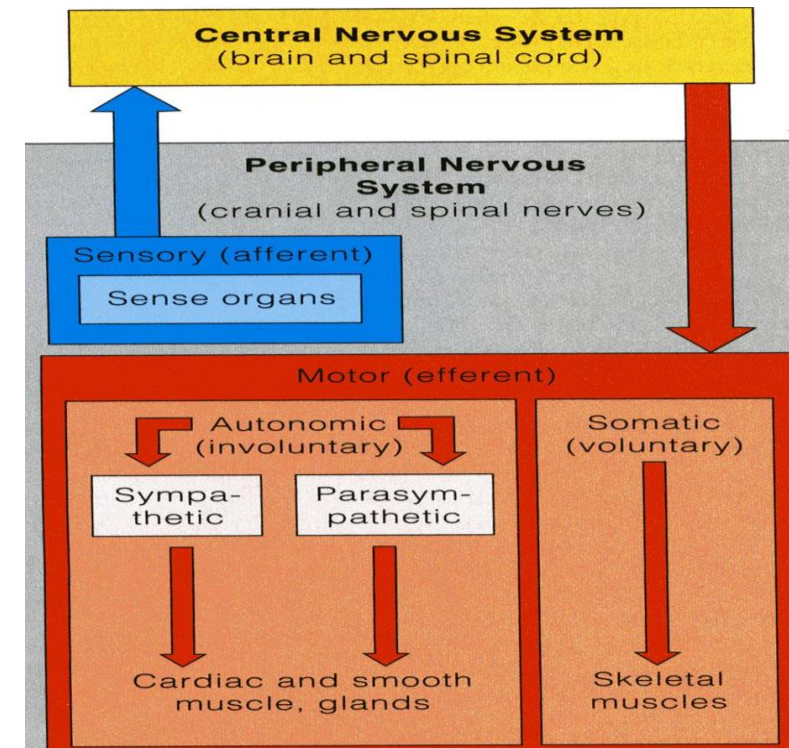 Central Nervous System
(brain and spinal cord)
Peripheral Nervous
System
(cranial and spinal nerves)
Sensory (afferent)
Sense organs
Motor (efferent)
Autonomic
(involuntary)
Sympa-
thetic
Parasym-
pathetic
Cardiac and smooth
muscle, glands
Somatic
(voluntary)
Skeletal
muscles